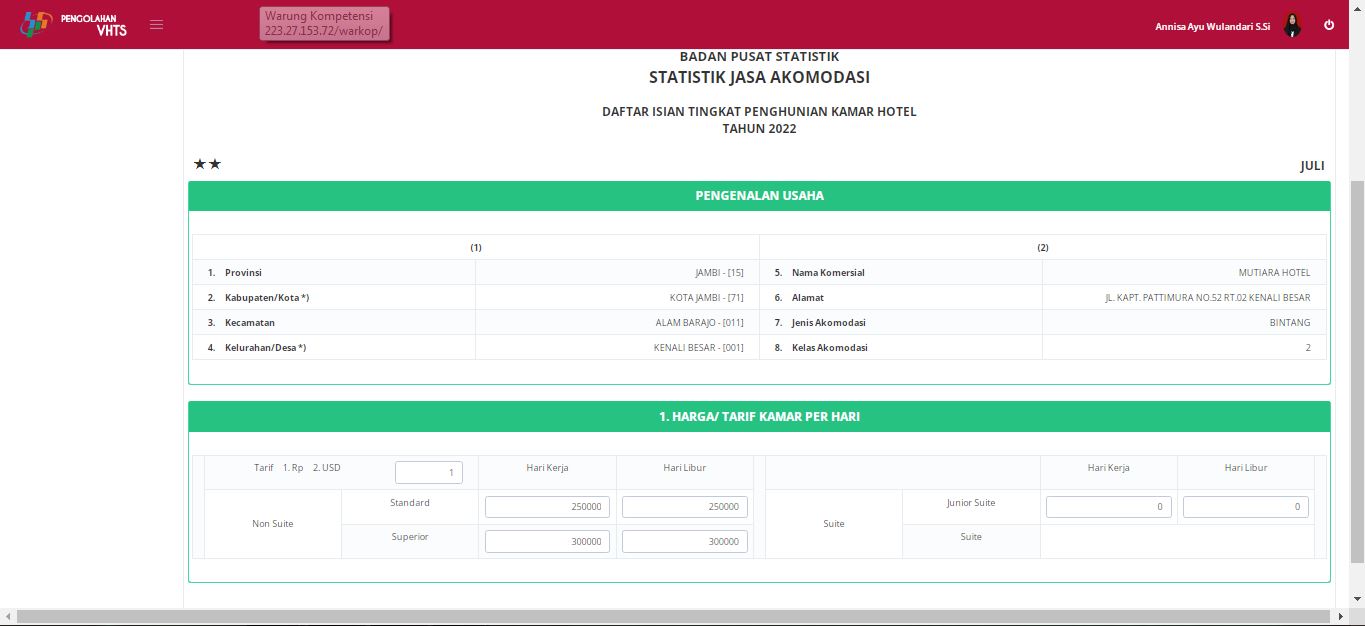 PENGOLAHAN
VHTS
Warung Kompetensi
223.27.153.72/warkop/
Annisa Ayu Wulandari S.Si
BADAN PUSAT STATISTIK
STATISTIK JASA AKOMODASI
DAFTAR ISIAN TINGKAT PENGHUNIAN KAMAR HOTEL
TAHUN 2022
★★ JULI
PENGENALAN USAHA
(1) (2)
1. Provinsi JAMBI - [15] 5. Nama Komersial MUTIARA HOTEL
2. Kabupaten/Kota *) KOTA JAMBI - [71] 6. Alamat JL. KAPT. PATTIMURA NO.52 RT.02 KENALI BESAR
3. Kecamatan ALAM BARAJO - [011] 7. Jenis Akomodasi BINTANG
4. Kelurahan/Desa *) KENALI BESAR - [001] 8. Kelas Akomodasi 2
1. HARGA/ TARIF KAMAR PER HARI
Tarif 1. Rp 2. USD 1 Hari Kerja Hari Libur Hari Kerja Hari Libur
Standard 250000 250000 Junior Suite 0 0
Non Suite Suite
Superior 300000 300000 Suite